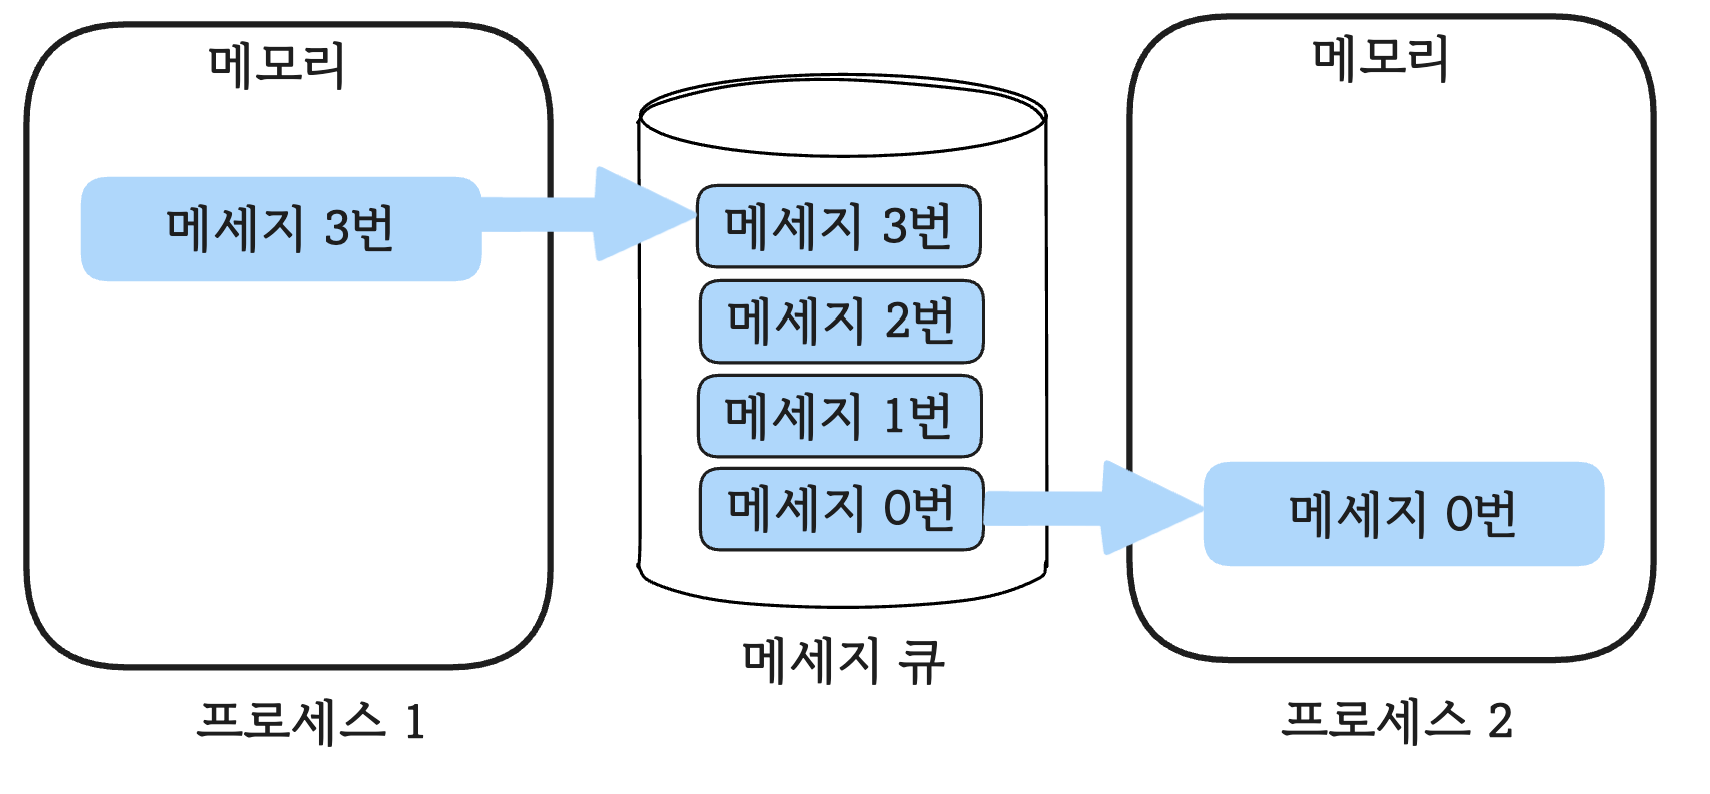 메모리
메세지 3번
프로세스 1
메세지 3번
메세지 2번
메세지 1번
메세지 0번
메세지 큐
메모리
메세지 0번
프로세스 2